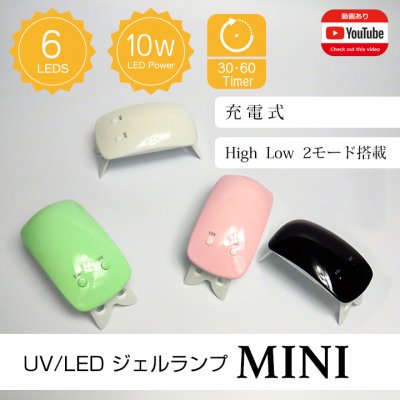 6
LEDS
10W
LED Power
30·60
Timer
動画あり
YouTube
Check out this video
充電式
High Low 2モード搭載
UV/LED ジェルランプ MINI